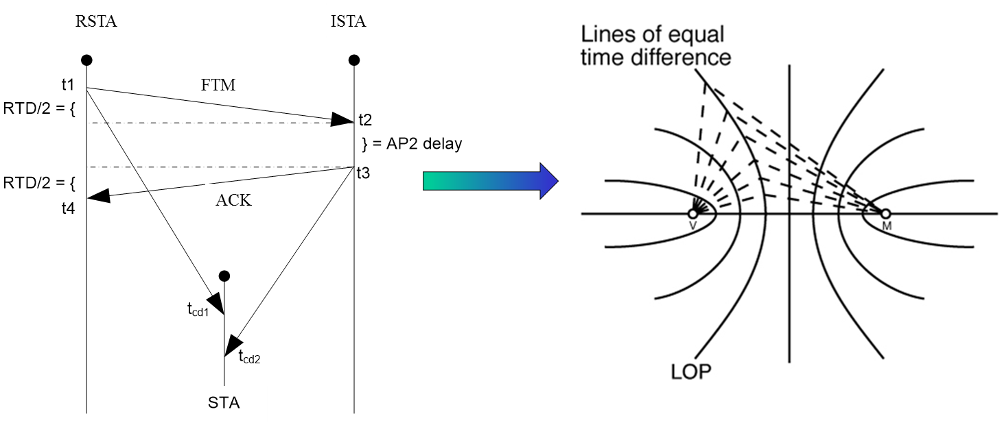 RSTA
ISTA
t1
FTM
RTD/2 = {
t2
} = AP2 delay
t3
RTD/2 = {
ACK
t4
tcd1
tcd2
STA
Lines of equal
time difference
V
M
LOP